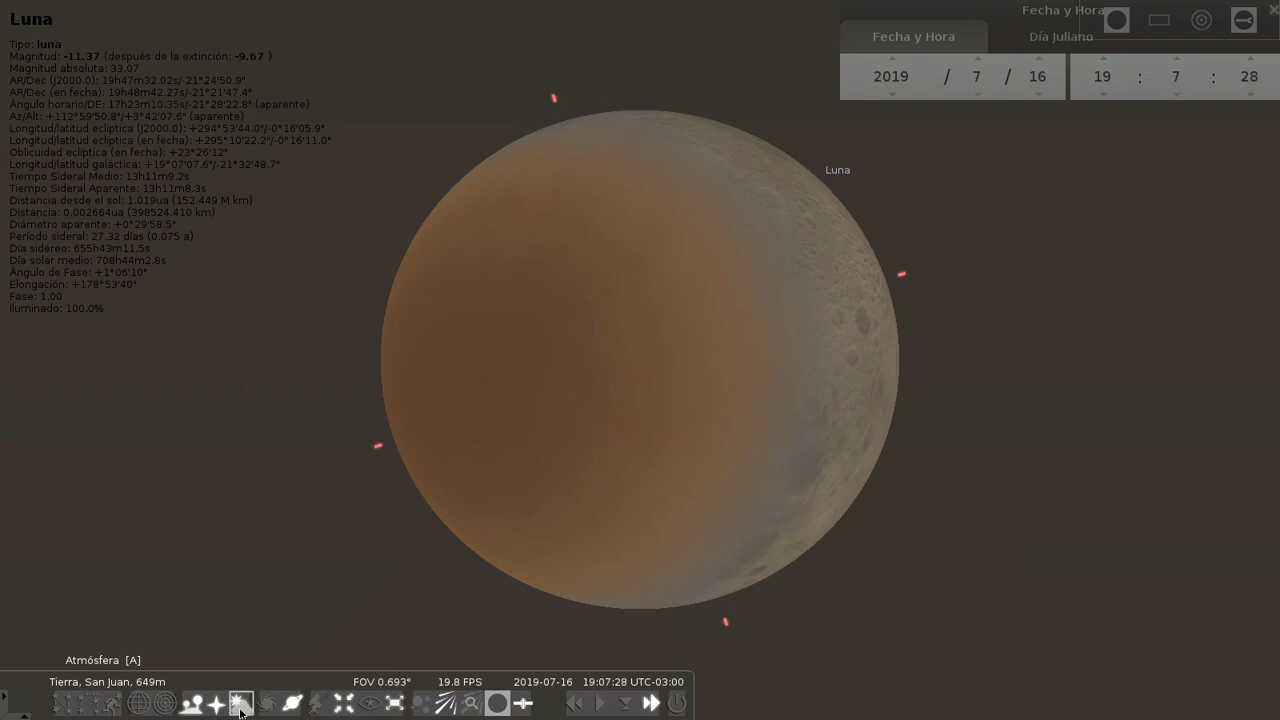 Luna
Tipo: luna
Magnitud: -11.37 (después de la extinción: -9.67 )
Magnitud absoluta: 33.07
AR/Dec (J2000.0): 19h47m32.02s/-21°24'50.9"
AR/Dec (en fecha): 19h48m42.27s/-21°21'47.4"
Ángulo horario/DE: 17h23m10.35s/-21°28'22.8" (aparente)
Az/Alt: +112°59'50.8"/+3°42'07.6" (aparente)
Longitud/latitud eclíptica (J2000.0): +294°53'44.0"/-0°16'05.9"
Longitud/latitud eclíptica (en fecha): +295°10'22.2"/-0°16'11.0"
Oblicuidad eclíptica (en fecha): +23°26'12"
Longitud/latitud galáctica: +19°07'07.6"/-21°32'48.7"
Tiempo Sideral Medio: 13h11m9.2s
Tiempo Sideral Aparente: 13h11m8.3s
Distancia desde el sol: 1.019ua (152.449 M km)
Distancia: 0.002664ua (398524.410 km)
Diámetro aparente: +0°29'58.5"
Período sideral: 27.32 días (0.075 a)
Día sidéreo: 655h43m11.5s
Día solar medio: 708h44m2.8s
Ángulo de Fase: +1°06'10"
Elongación: +178°53'40"
Fase: 1.00
Iluminado: 100.0%
Fecha y Hora
Fecha y Hora Día Juliano
2019 / 7 / 16 19 : 7 : 28
Luna
Atmósfera [A]
Tierra, San Juan, 649m FOV 0.693° 19.8 FPS 2019-07-16 19:07:28 UTC-03:00